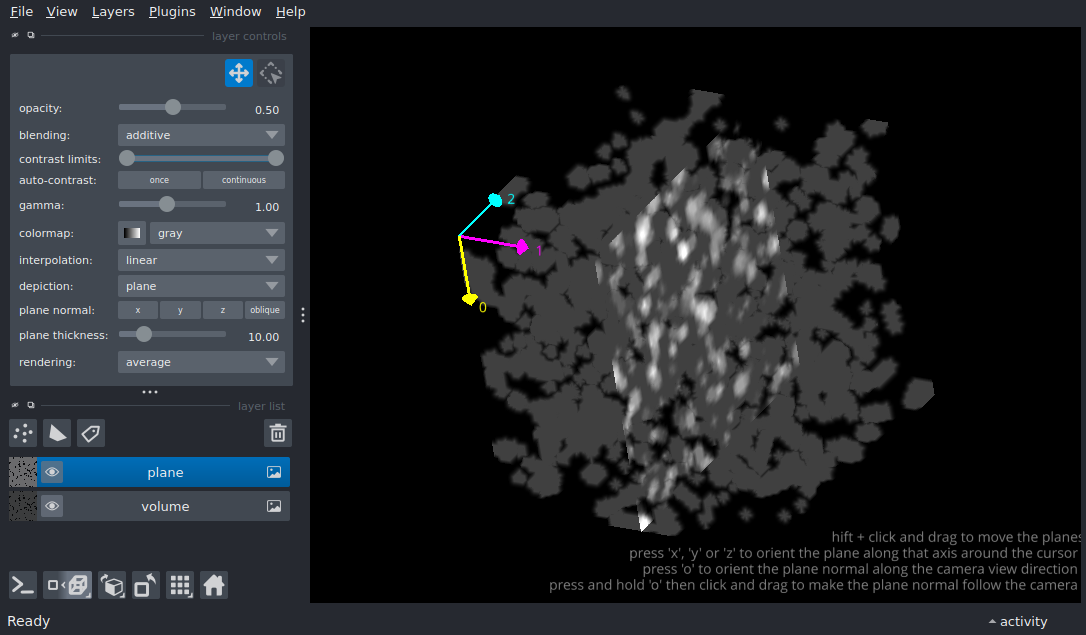 File View Layers Plugins Window Help
layer controls
opacity: 0.50
blending: additive
contrast limits:
auto-contrast: once continuous
gamma: 1.00
colormap: gray
interpolation: linear
depiction: plane
plane normal: x y z oblique
plane thickness: 10.00
rendering: average
layer list
plane
volume
2
1
0
hift + click and drag to move the planes
press 'x', 'y' or 'z' to orient the plane along that axis around the cursor
press 'o' to orient the plane normal along the camera view direction
press and hold 'o' then click and drag to make the plane normal follow the camera
Ready activity